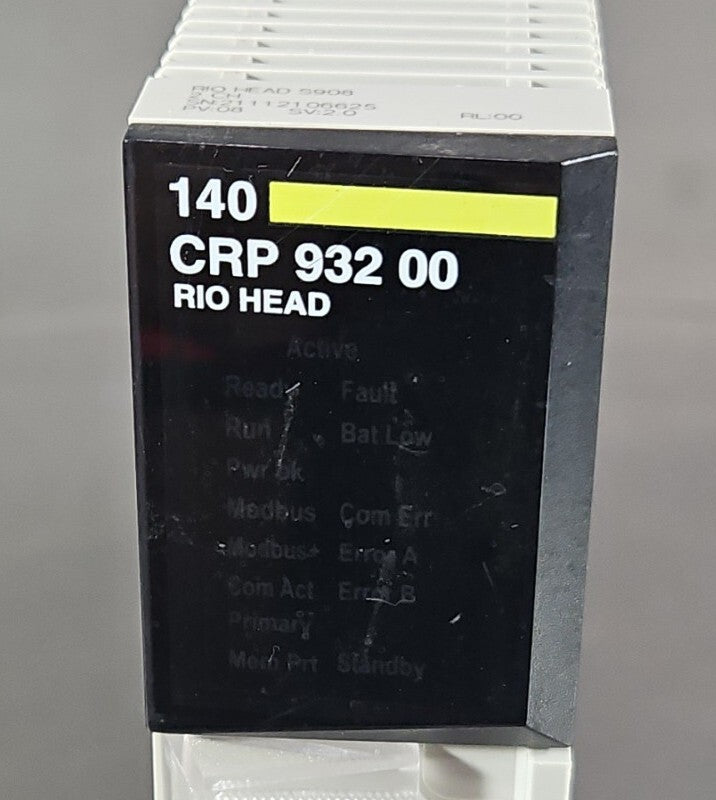 RIO HEAD S908
2 CH
SN:21112106625
PV:08 SV:2.0 RL:00
140
CRP 932 00
RIO HEAD
Active
Ready Fault
Run Bat Low
Pwr ok
Modbus Com Err
Modbus+ Error A
Com Act Error B
Primary
Mem Prt Standby